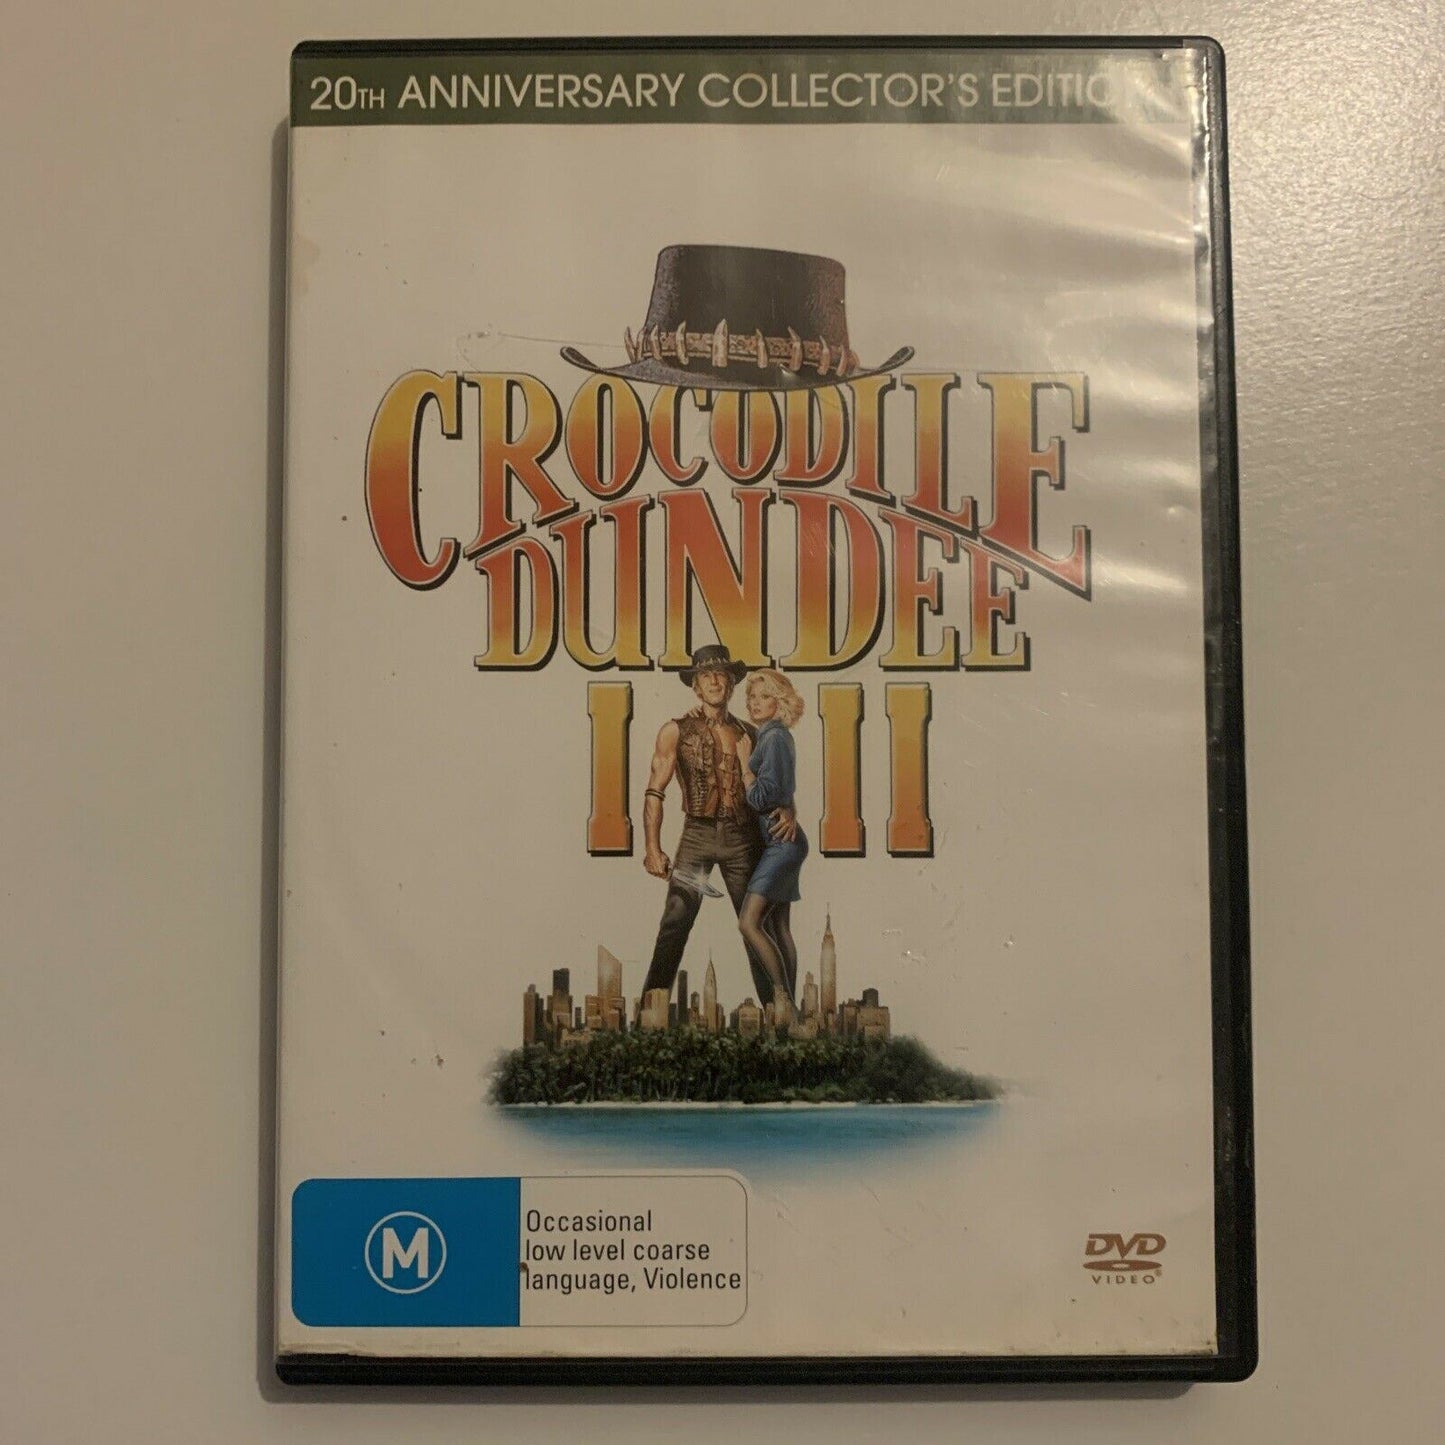 20TH ANNIVERSARY COLLECTOR'S EDITION
CROCODILE
DUNDEE
I II
M
Occasional
low level coarse
language, Violence
DVD
VIDEO